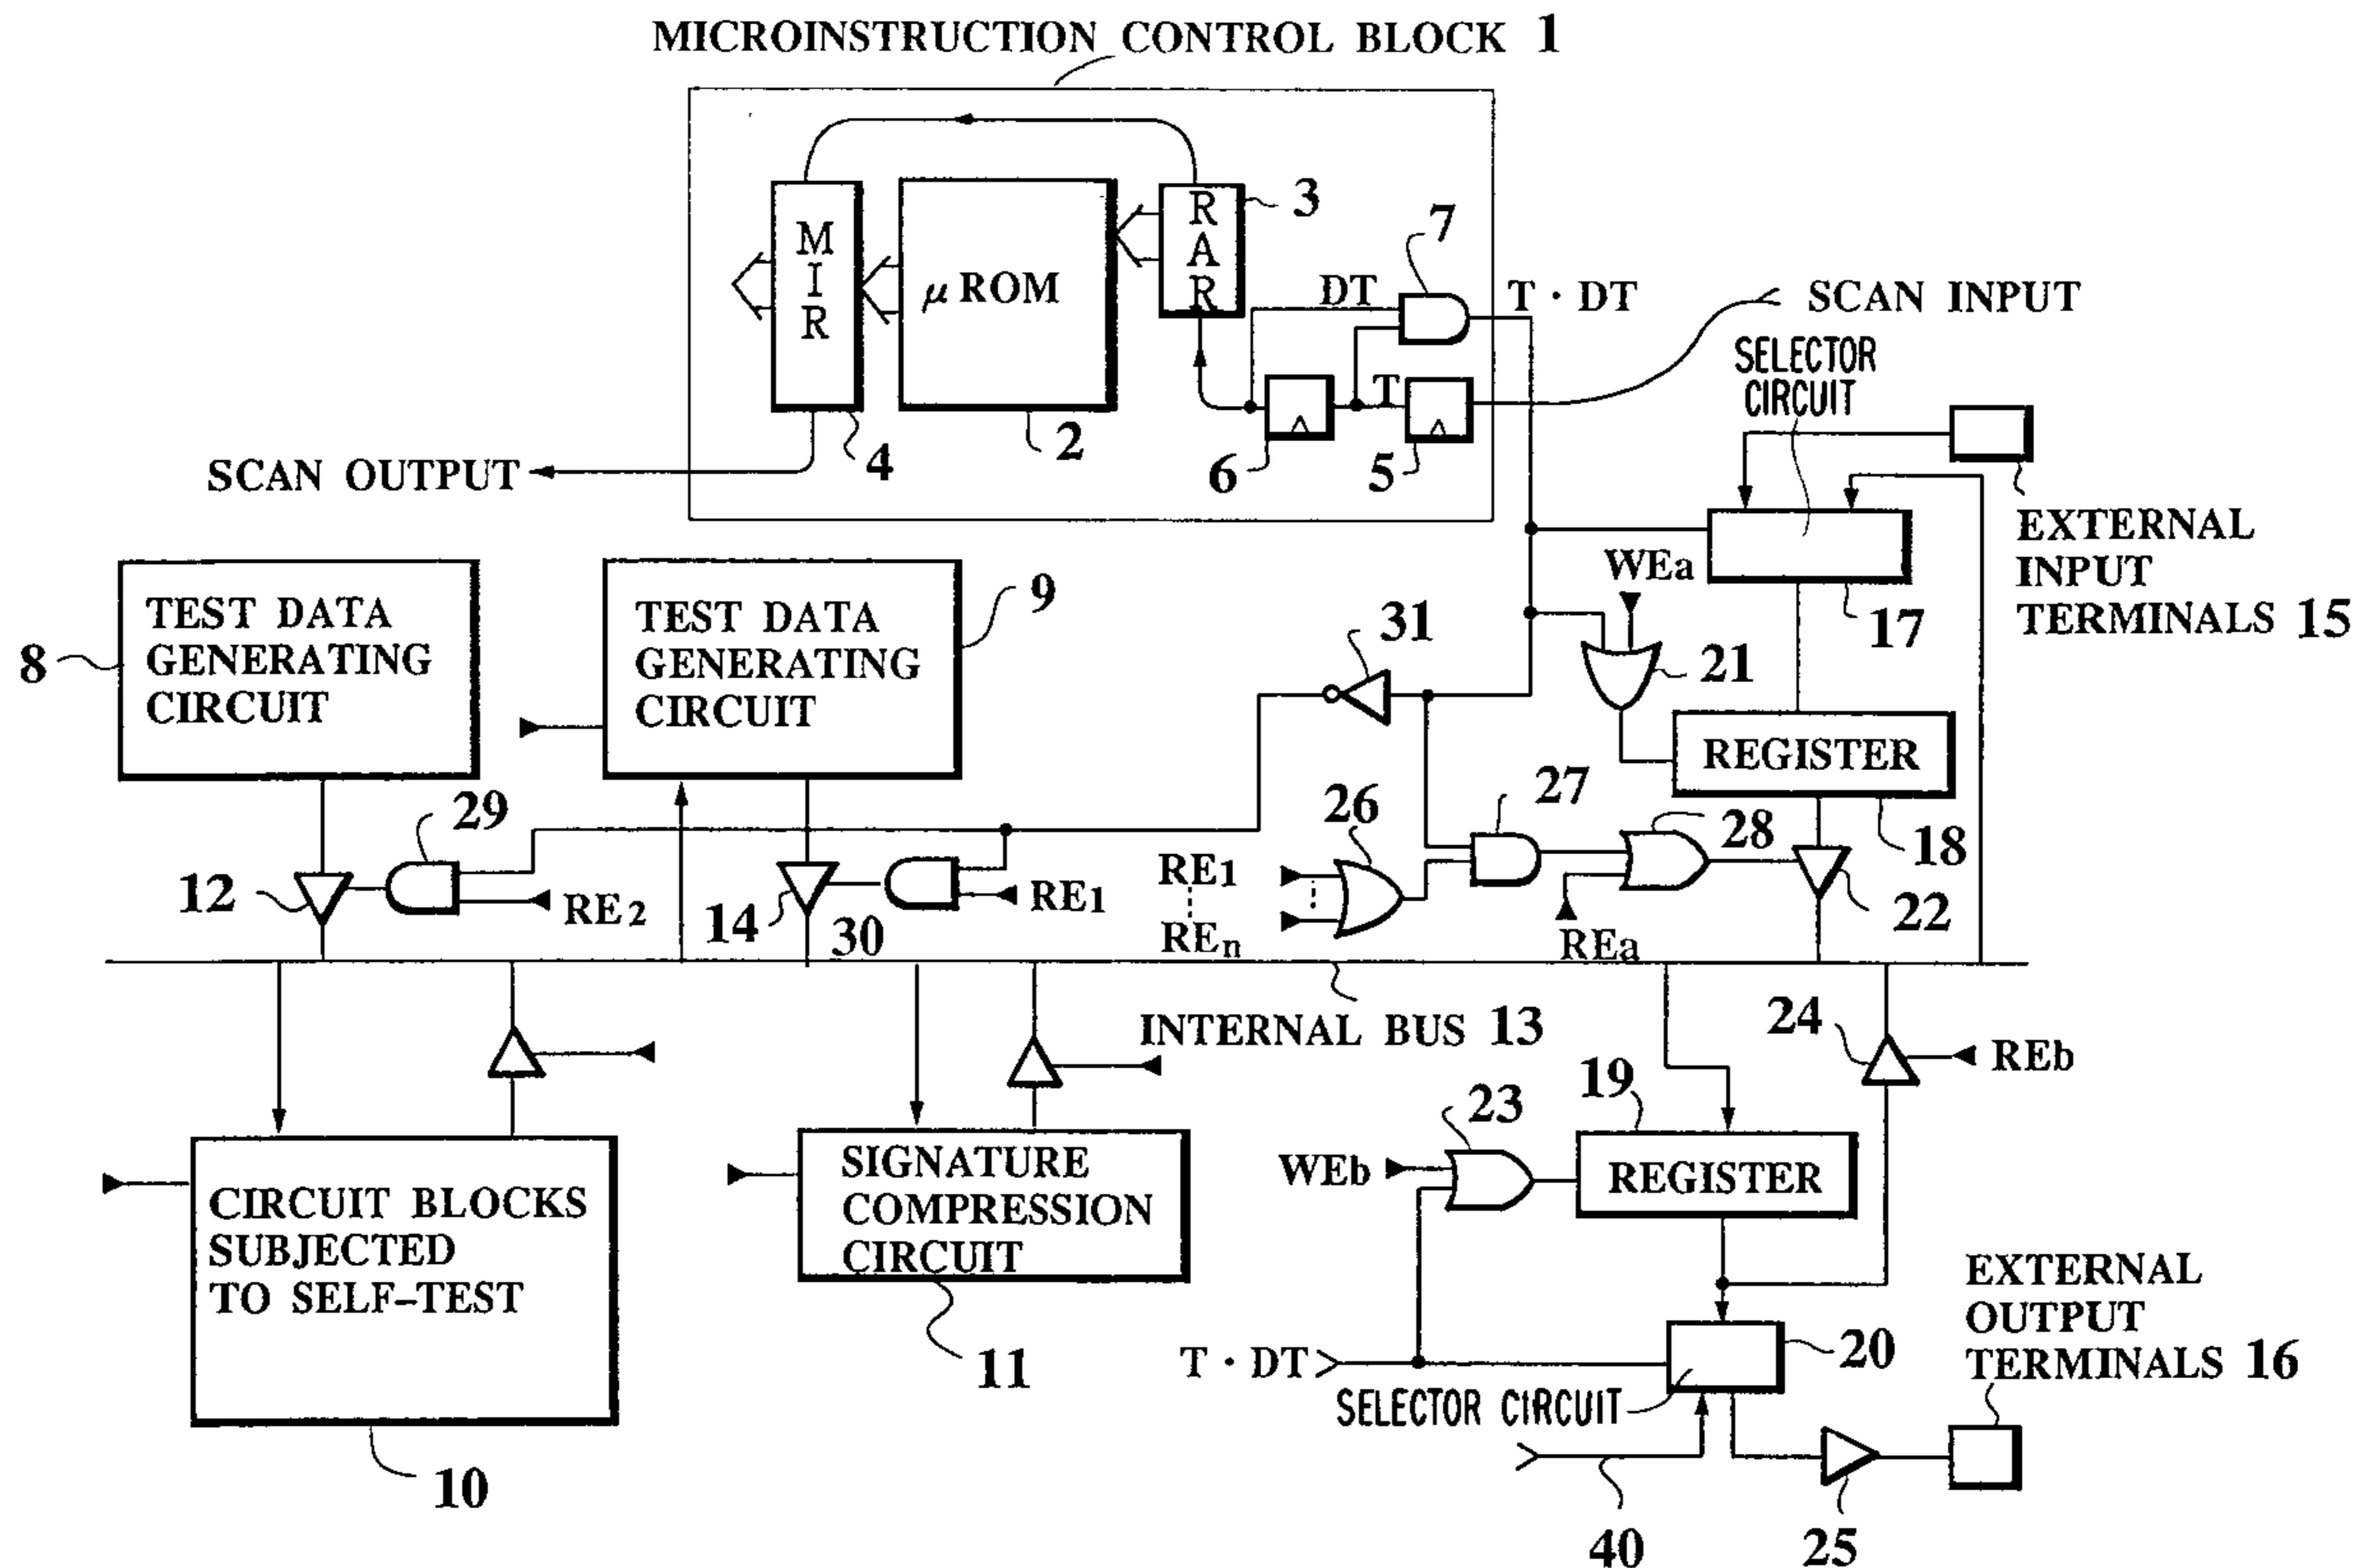 MICROINSTRUCTION CONTROL BLOCK 1
MIR
μ ROM
RAR
3
7
DT
T · DT
SCAN INPUT
T
4
2
6
5
SCAN OUTPUT
SELECTOR
CIRCUIT
EXTERNAL
INPUT
TERMINALS 15
WEa
17
8
TEST DATA
GENERATING
CIRCUIT
9
TEST DATA
GENERATING
CIRCUIT
31
21
REGISTER
18
29
12
RE2
14
30
RE1
26
RE1
REn
27
28
REa
22
INTERNAL BUS 13
24
REb
19
23
WEb
REGISTER
CIRCUIT BLOCKS
SUBJECTED
TO SELF-TEST
10
SIGNATURE
COMPRESSION
CIRCUIT
11
T · DT
20
SELECTOR CIRCUIT
EXTERNAL
OUTPUT
TERMINALS 16
40
25